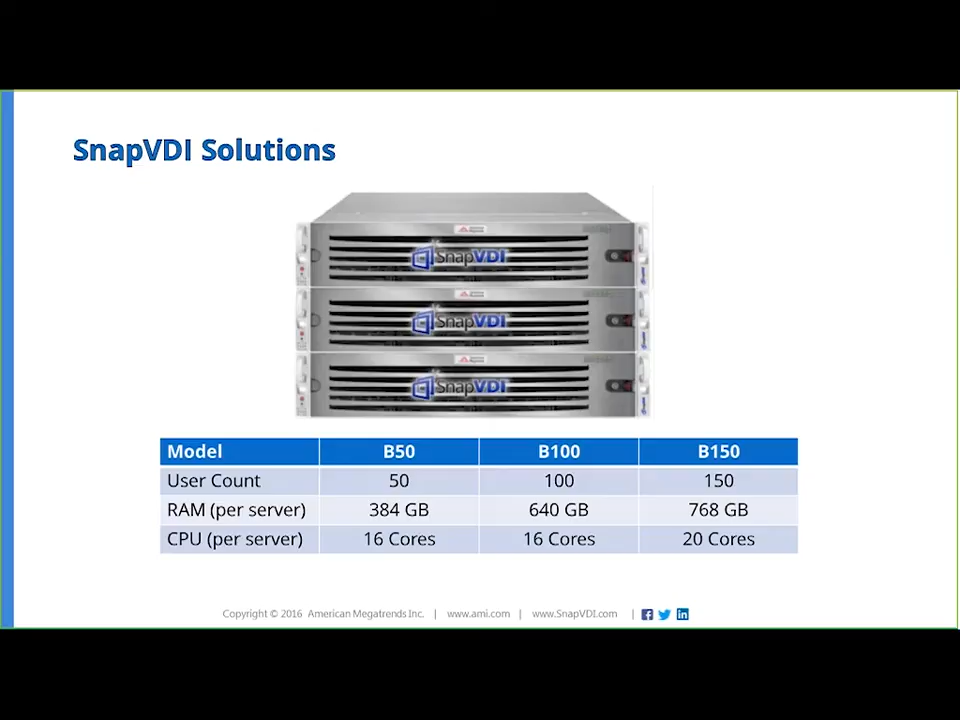 SnapVDI Solutions
SnapVDI
SnapVDI
SnapVDI
Model B50 B100 B150
User Count 50 100 150
RAM (per server) 384 GB 640 GB 768 GB
CPU (per server) 16 Cores 16 Cores 20 Cores
Copyright © 2016 American Megatrends Inc. | www.ami.com | www.SnapVDI.com |